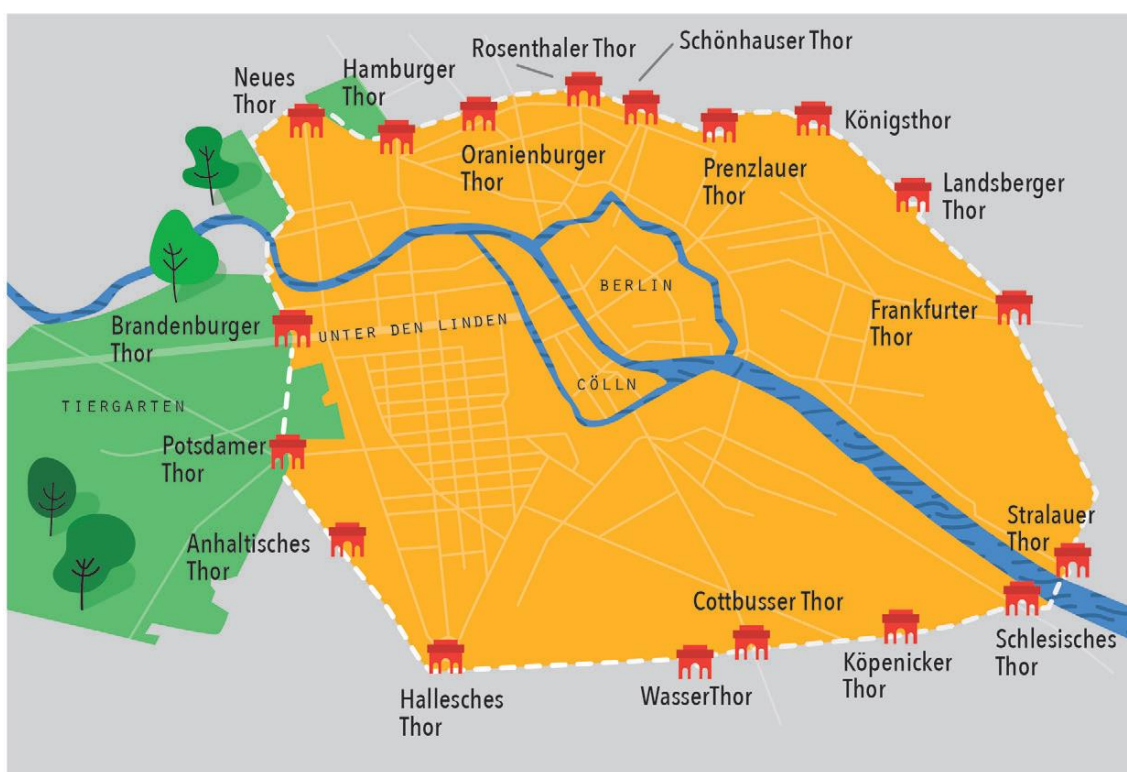 Rosenthaler Thor
Schönhauser Thor
Hamburger
Thor
Neues
Thor
Oranienburger
Thor
Prenzlauer
Thor
Königsthor
Landsberger
Thor
BERLIN
Frankfurter
Thor
Brandenburger
Thor
UNTER DEN LINDEN
CÖLLN
TIERGARTEN
Potsdamer
Thor
Anhaltisches
Thor
Stralauer
Thor
Cottbusser Thor
Schlesisches
Thor
Köpenicker
Thor
WasserThor
Hallesches
Thor